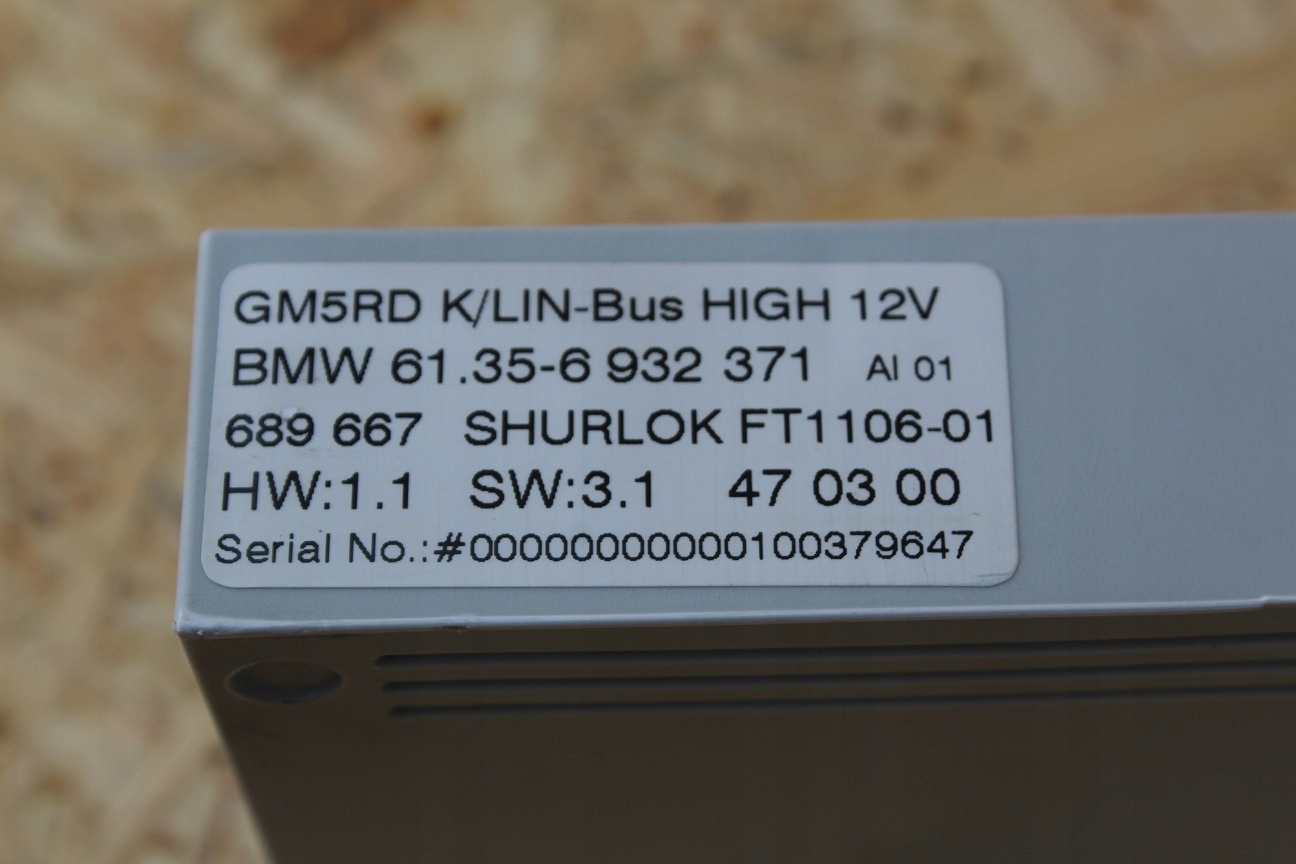 GM5RD K/LIN-Bus HIGH 12V
BMW 61.35-6 932 371 AI 01
689 667 SHURLOK FT1106-01
HW:1.1 SW:3.1 47 03 00
Serial No.:#00000000000100379647